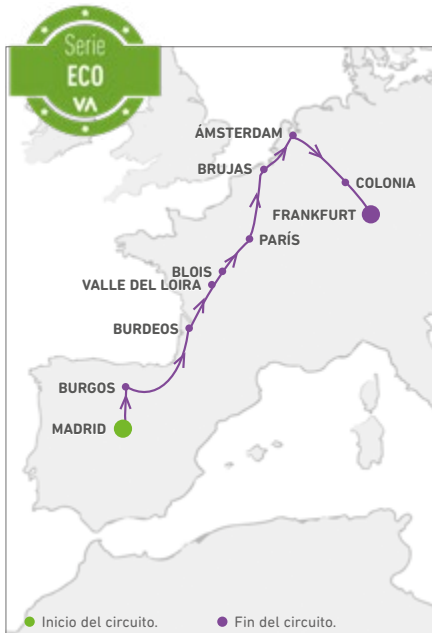 Serie
ECO
VA
ÁMSTERDAM
BRUJAS
COLONIA
FRANKFURT
PARÍS
BLOIS
VALLE DEL LOIRA
BURDEOS
BURGOS
MADRID
Inicio del circuito.
Fin del circuito.